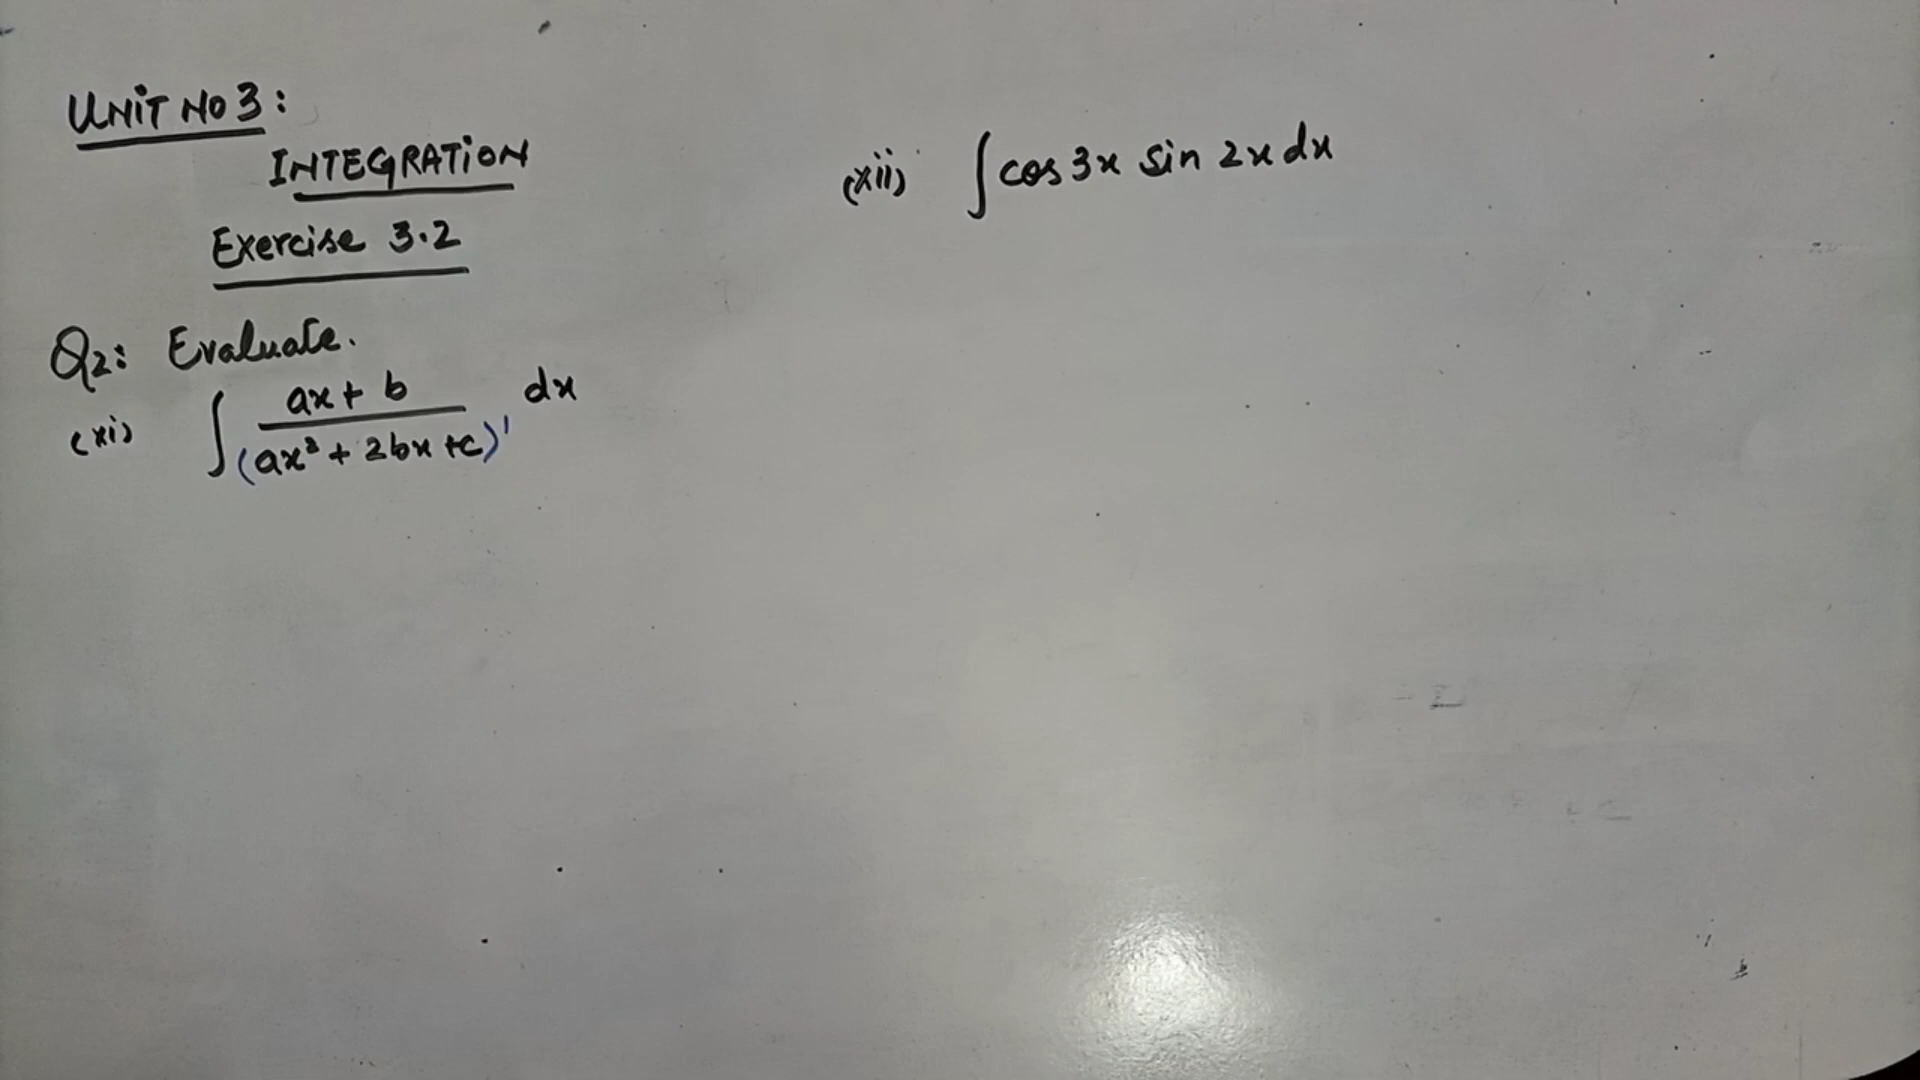 UNIT NO 3:
INTEGRATION
Exercise 3.2
Q2: Evaluate.
(xi) ∫ (ax + b)/(ax² + 2bx + c)¹ dx
(xii) ∫ cos 3x sin 2x dx